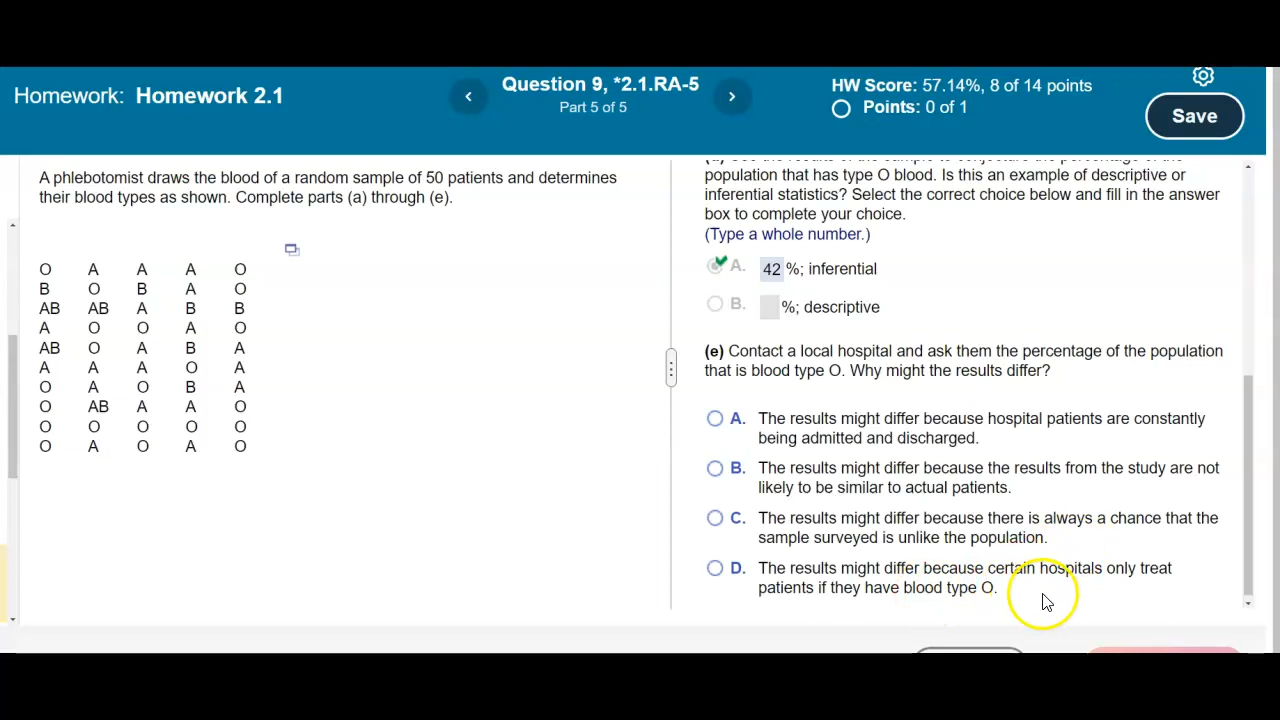 Homework: Homework 2.1
Question 9, *2.1.RA-5
Part 5 of 5
HW Score: 57.14%, 8 of 14 points
Points: 0 of 1
Save
A phlebotomist draws the blood of a random sample of 50 patients and determines
their blood types as shown. Complete parts (a) through (e).
O A A A O
B O B A O
AB AB A B B
A O O A O
AB O A B A
A A A O A
O A O B A
O AB A A O
O O O O O
O A O A O
population that has type O blood. Is this an example of descriptive or
inferential statistics? Select the correct choice below and fill in the answer
box to complete your choice.
(Type a whole number.)
A. 42 %; inferential
B. %; descriptive
(e) Contact a local hospital and ask them the percentage of the population
that is blood type O. Why might the results differ?
A. The results might differ because hospital patients are constantly
being admitted and discharged.
B. The results might differ because the results from the study are not
likely to be similar to actual patients.
C. The results might differ because there is always a chance that the
sample surveyed is unlike the population.
D. The results might differ because certain hospitals only treat
patients if they have blood type O.